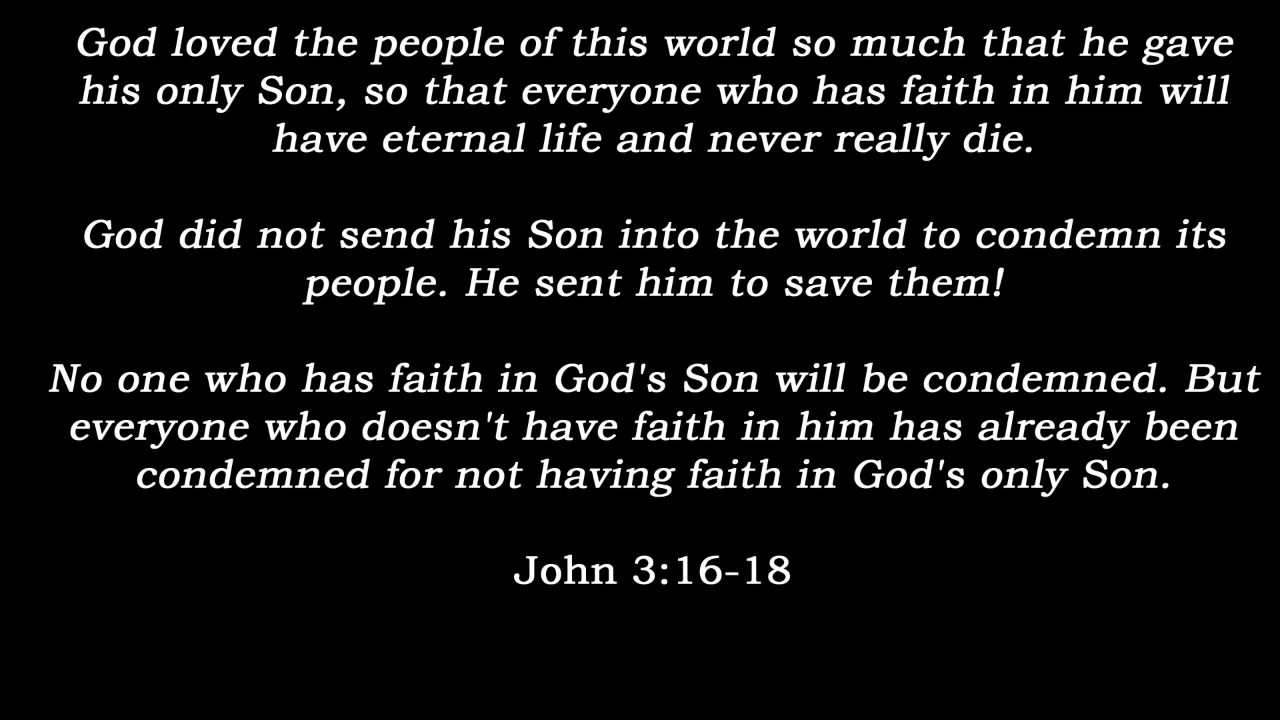 God loved the people of this world so much that he gave
his only Son, so that everyone who has faith in him will
have eternal life and never really die.
God did not send his Son into the world to condemn its
people. He sent him to save them!
No one who has faith in God's Son will be condemned. But
everyone who doesn't have faith in him has already been
condemned for not having faith in God's only Son.
John 3:16-18